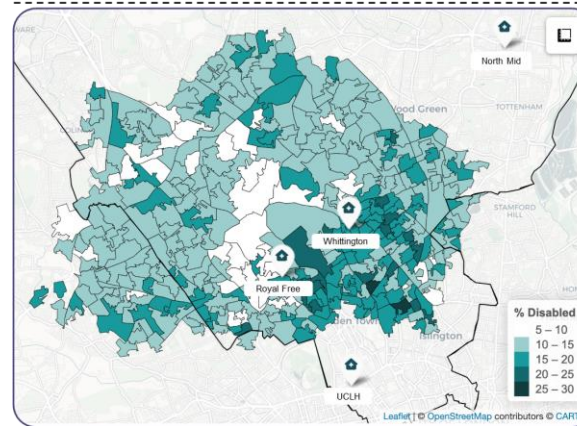 North Mid
Wood Green
TOTTENHAM
STAMFORD
HILL
Whittington
Royal Free
den Town
Islington
UCLH
% Disabled
5 – 10
10 – 15
15 – 20
20 – 25
25 – 30
Leaflet | © OpenStreetMap contributors © CART